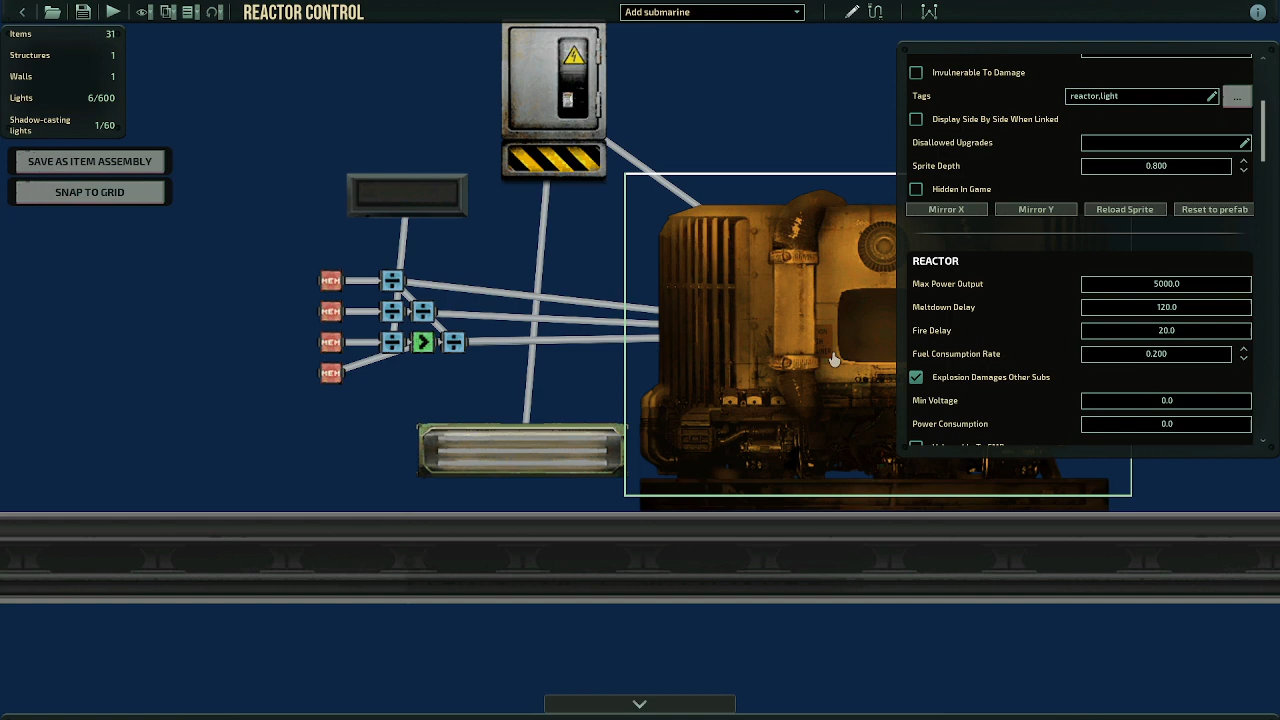 REACTOR CONTROL
Add submarine
Items 31
Structures 1
Walls 1
Lights 6/600
Shadow-casting
lights 1/60
SAVE AS ITEM ASSEMBLY
SNAP TO GRID
MEM
MEM
MEM
MEM
Invulnerable To Damage
Tags reactor,light ...
Display Side By Side When Linked
Disallowed Upgrades
Sprite Depth 0.800
Hidden In Game
Mirror X Mirror Y Reload Sprite Reset to prefab
REACTOR
Max Power Output 5000.0
Meltdown Delay 120.0
Fire Delay 20.0
Fuel Consumption Rate 0.200
Explosion Damages Other Subs
Min Voltage 0.0
Power Consumption 0.0